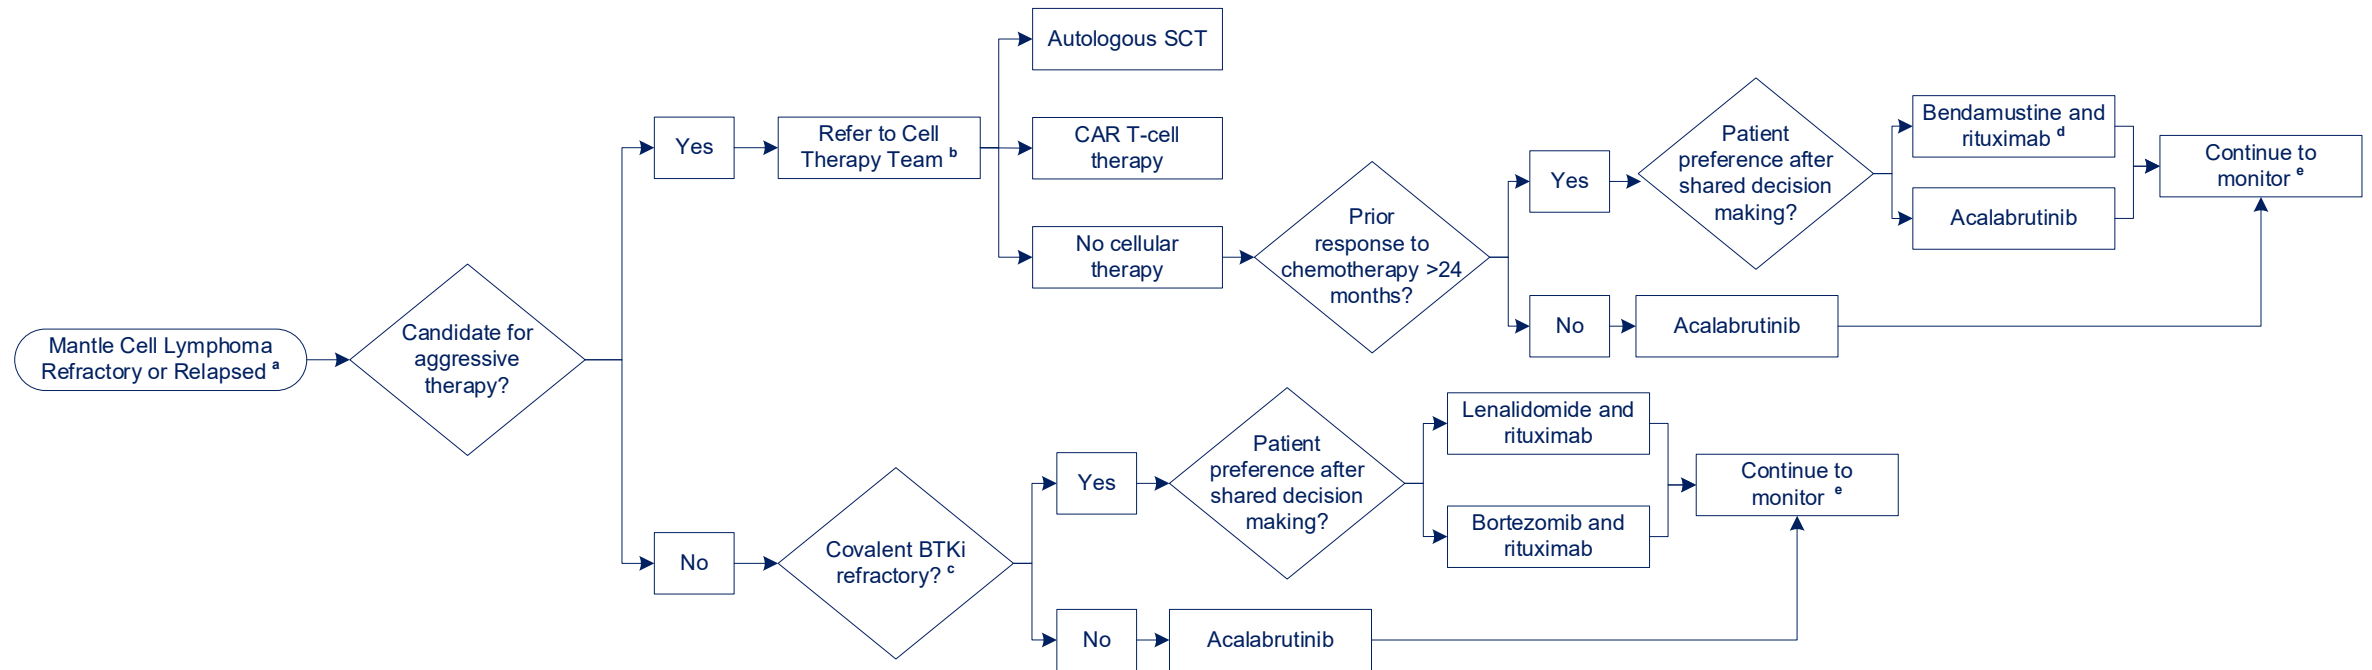 Mantle Cell Lymphoma
Refractory or Relapsed a
Candidate for
aggressive
therapy?
Yes
Refer to Cell
Therapy Team b
Autologous SCT
CAR T-cell
therapy
No cellular
therapy
Prior
response to
chemotherapy >24
months?
Yes
Patient
preference after
shared decision
making?
Bendamustine and
rituximab d
Acalabrutinib
Continue to
monitor e
No
Acalabrutinib
No
Covalent BTKi
refractory? c
Yes
Patient
preference after
shared decision
making?
Lenalidomide and
rituximab
Bortezomib and
rituximab
Continue to
monitor e
No
Acalabrutinib